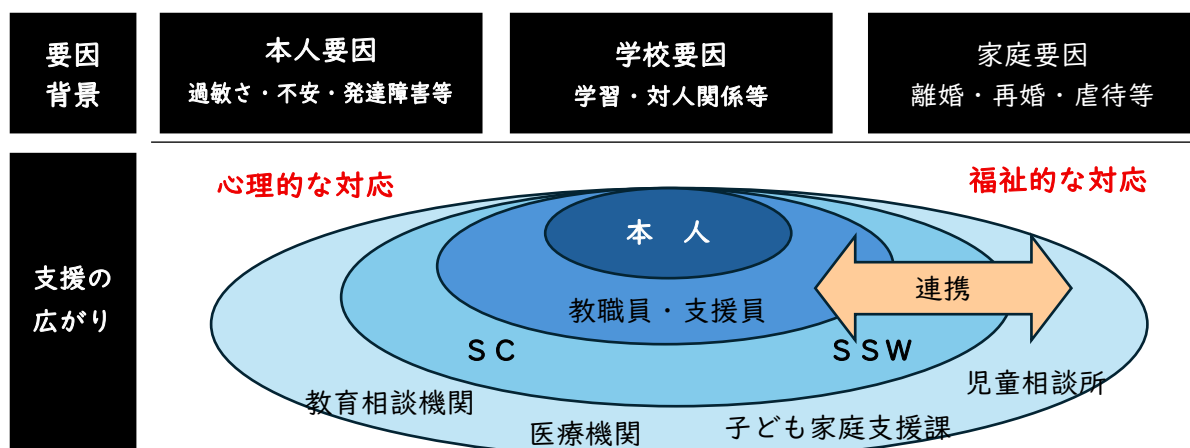 要因
背景
本人要因
過敏さ・不安・発達障害等
学校要因
学習・対人関係等
家庭要因
離婚・再婚・虐待等
支援の
広がり
心理的な対応
福祉的な対応
本 人
連携
教職員・支援員
SC
SSW
児童相談所
教育相談機関
子ども家庭支援課
医療機関